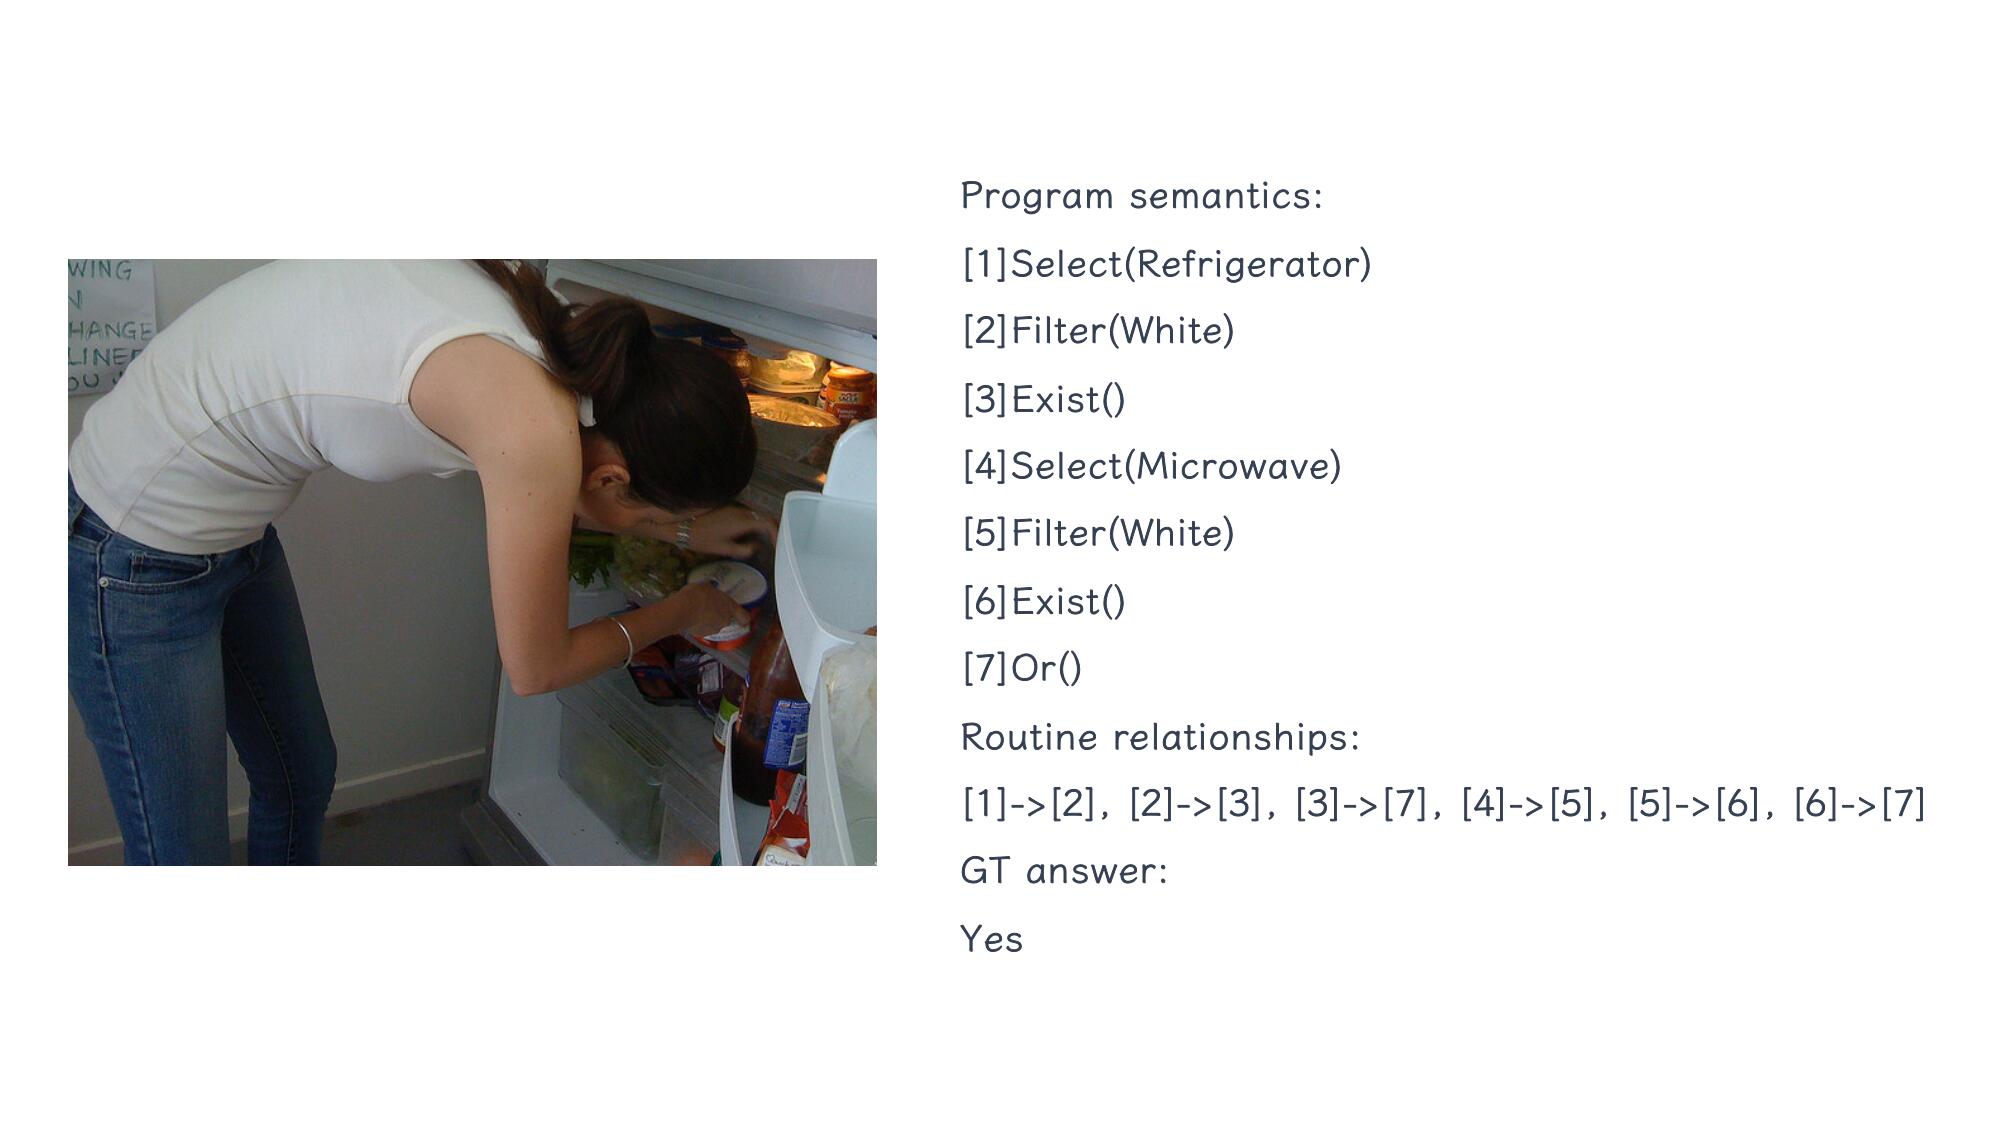 WING
N
HANGE
LINER
OU
Tomato
Program semantics:
[1]Select(Refrigerator)
[2]Filter(White)
[3]Exist()
[4]Select(Microwave)
[5]Filter(White)
[6]Exist()
[7]Or()
Routine relationships:
[1]->[2], [2]->[3], [3]->[7], [4]->[5], [5]->[6], [6]->[7]
GT answer:
Yes